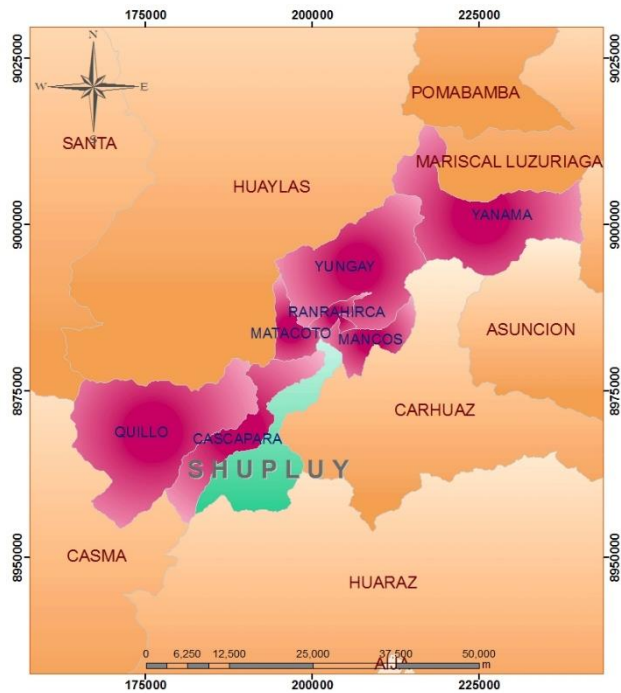 175000 200000 225000
9025000 9025000
N
W E
S
POMABAMBA
SANTA
MARISCAL LUZURIAGA
HUAYLAS
YANAMA
9000000 9000000
YUNGAY
RANRAHIRCA
MATACOTO MANCOS
ASUNCION
8975000 8975000
CARHUAZ
QUILLO
CASCAPARA
SHUPLUY
8950000 8950000
CASMA
HUARAZ
0 6,250 12,500 25,000 37,500 50,000
m
175000 200000 225000